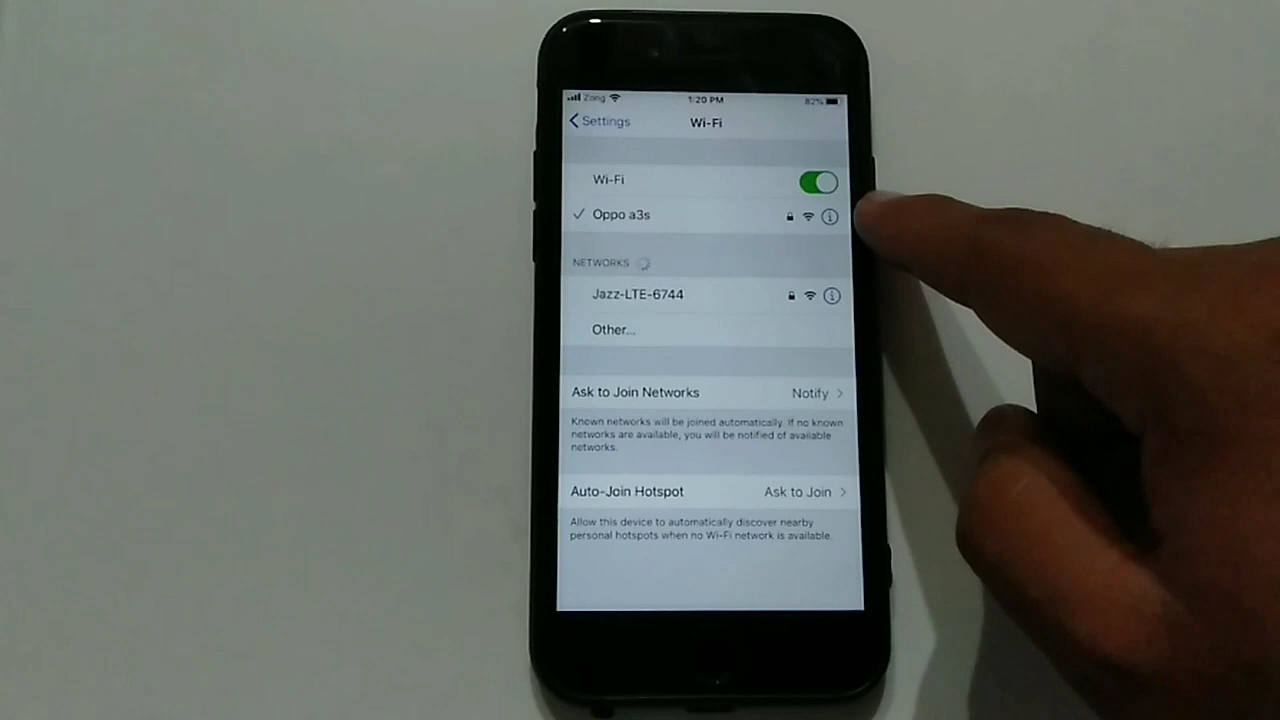 Zong 1:20 PM 82%
Settings Wi-Fi
Wi-Fi
Oppo a3s
NETWORKS
Jazz-LTE-6744
Other...
Ask to Join Networks Notify
Known networks will be joined automatically. If no known
networks are available, you will be notified of available
networks.
Auto-Join Hotspot Ask to Join
Allow this device to automatically discover nearby
personal hotspots when no Wi-Fi network is available.